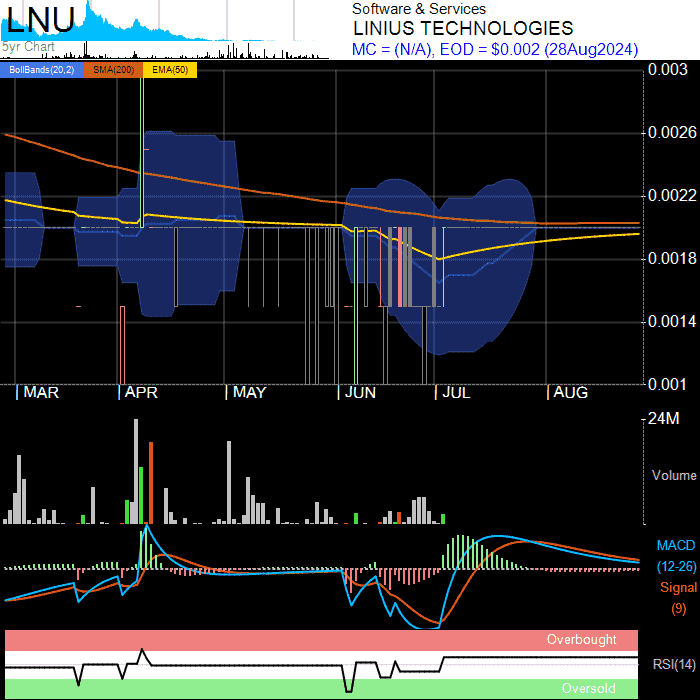 LNU
5yr Chart
Software & Services
LINIUS TECHNOLOGIES
MC = (N/A), EOD = $0.002 (28Aug2024)
BollBands(20,2) SMA(200) EMA(50)
0.003
0.0026
0.0022
0.0018
0.0014
0.001
MAR APR MAY JUN JUL AUG
24M
Volume
MACD
(12-26)
Signal
(9)
Overbought
RSI(14)
Oversold